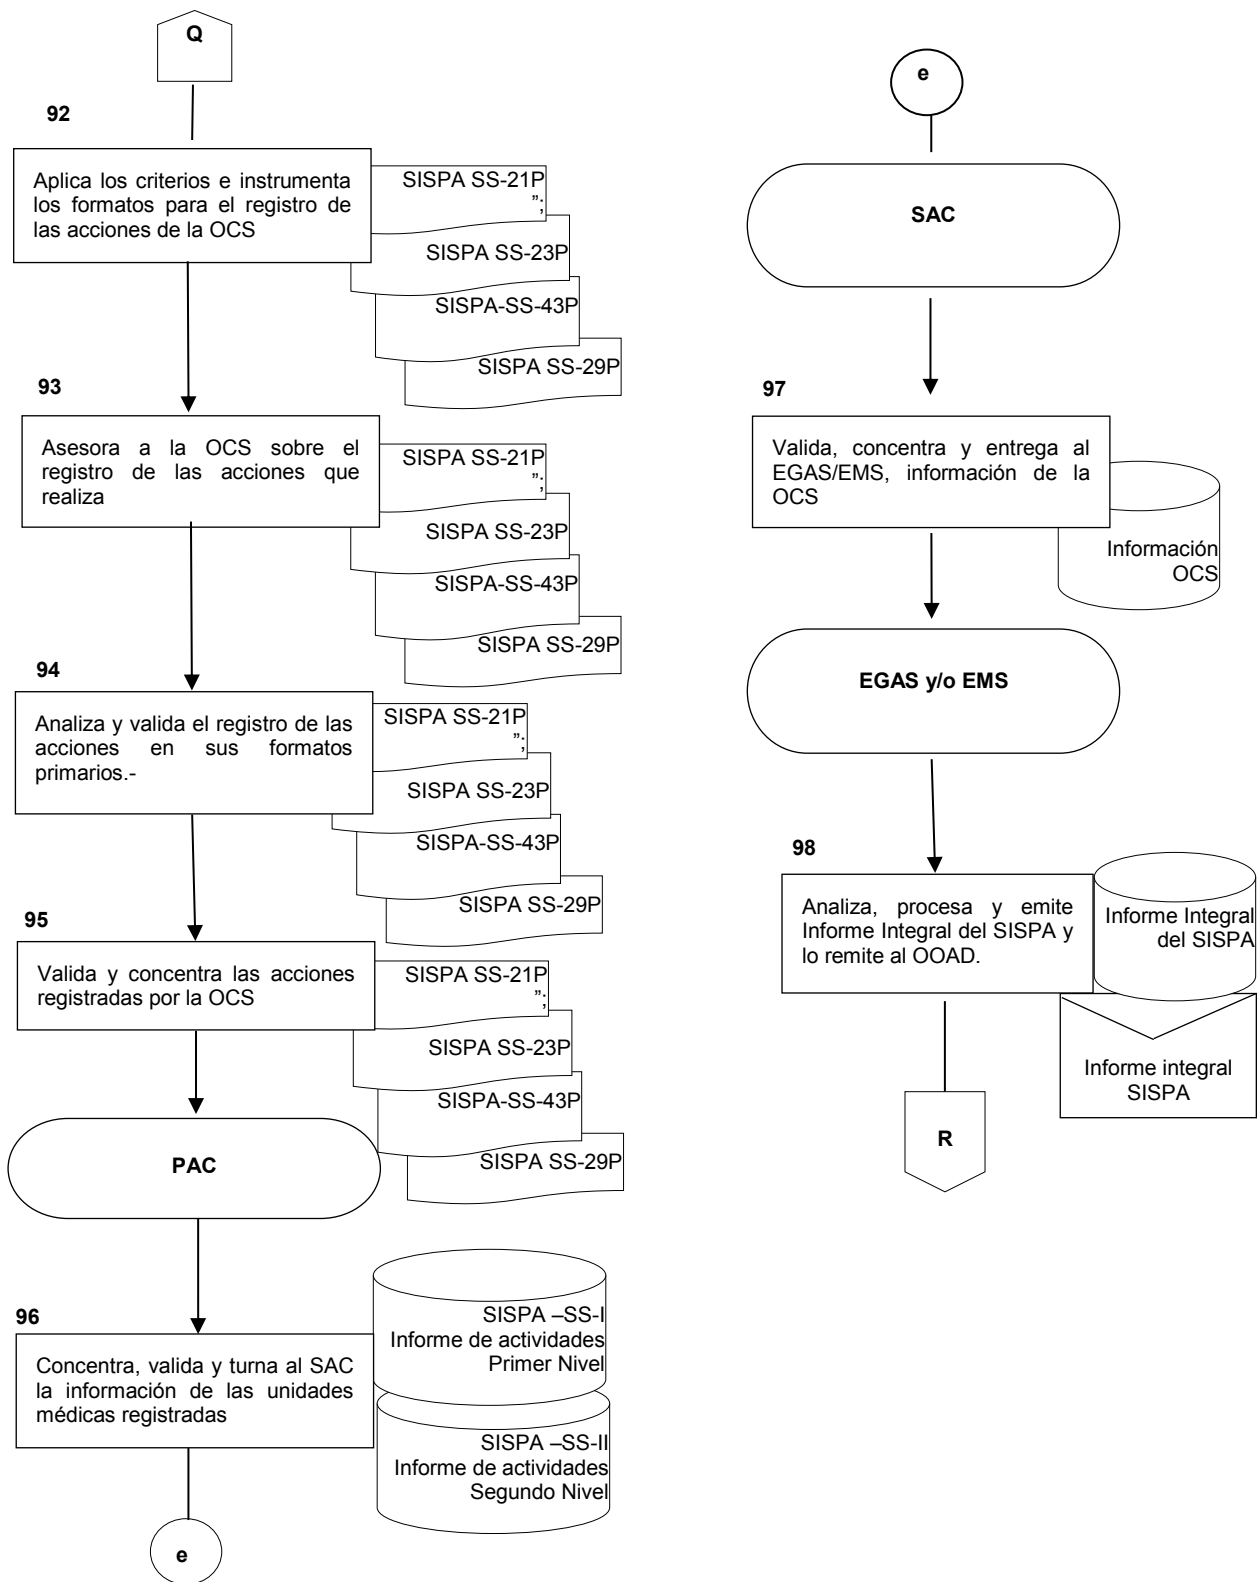 Q
92
Aplica los criterios e instrumenta
los formatos para el registro de
las acciones de la OCS
SISPA SS-21P
”;
SISPA SS-23P
SISPA-SS-43P
SISPA SS-29P
93
Asesora a la OCS sobre el
registro de las acciones que
realiza
SISPA SS-21P
”;
SISPA SS-23P
SISPA-SS-43P
SISPA SS-29P
94
Analiza y valida el registro de las
acciones en sus formatos
primarios.-
SISPA SS-21P
”;
SISPA SS-23P
SISPA-SS-43P
SISPA SS-29P
95
Valida y concentra las acciones
registradas por la OCS
SISPA SS-21P
”;
SISPA SS-23P
SISPA-SS-43P
SISPA SS-29P
PAC
96
Concentra, valida y turna al SAC
la información de las unidades
médicas registradas
SISPA –SS-I
Informe de actividades
Primer Nivel
SISPA –SS-II
Informe de actividades
Segundo Nivel
e
e
SAC
97
Valida, concentra y entrega al
EGAS/EMS, información de la
OCS
Información
OCS
EGAS y/o EMS
98
Analiza, procesa y emite
Informe Integral del SISPA y
lo remite al OOAD.
Informe Integral
del SISPA
Informe integral
SISPA
R